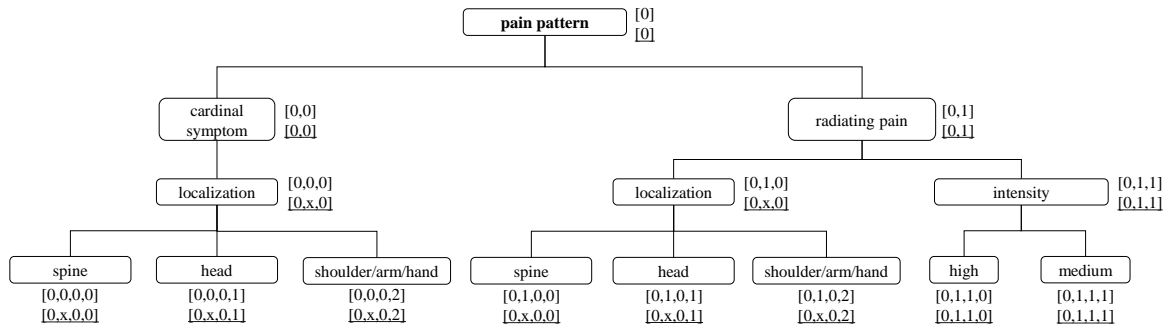 pain pattern [0]
[0]
cardinal symptom [0,0]
[0,0]
radiating pain [0,1]
[0,1]
localization [0,0,0]
[0,x,0]
localization [0,1,0]
[0,x,0]
intensity [0,1,1]
[0,1,1]
spine
[0,0,0,0]
[0,x,0,0]
head
[0,0,0,1]
[0,x,0,1]
shoulder/arm/hand
[0,0,0,2]
[0,x,0,2]
spine
[0,1,0,0]
[0,x,0,0]
head
[0,1,0,1]
[0,x,0,1]
shoulder/arm/hand
[0,1,0,2]
[0,x,0,2]
high
[0,1,1,0]
[0,1,1,0]
medium
[0,1,1,1]
[0,1,1,1]